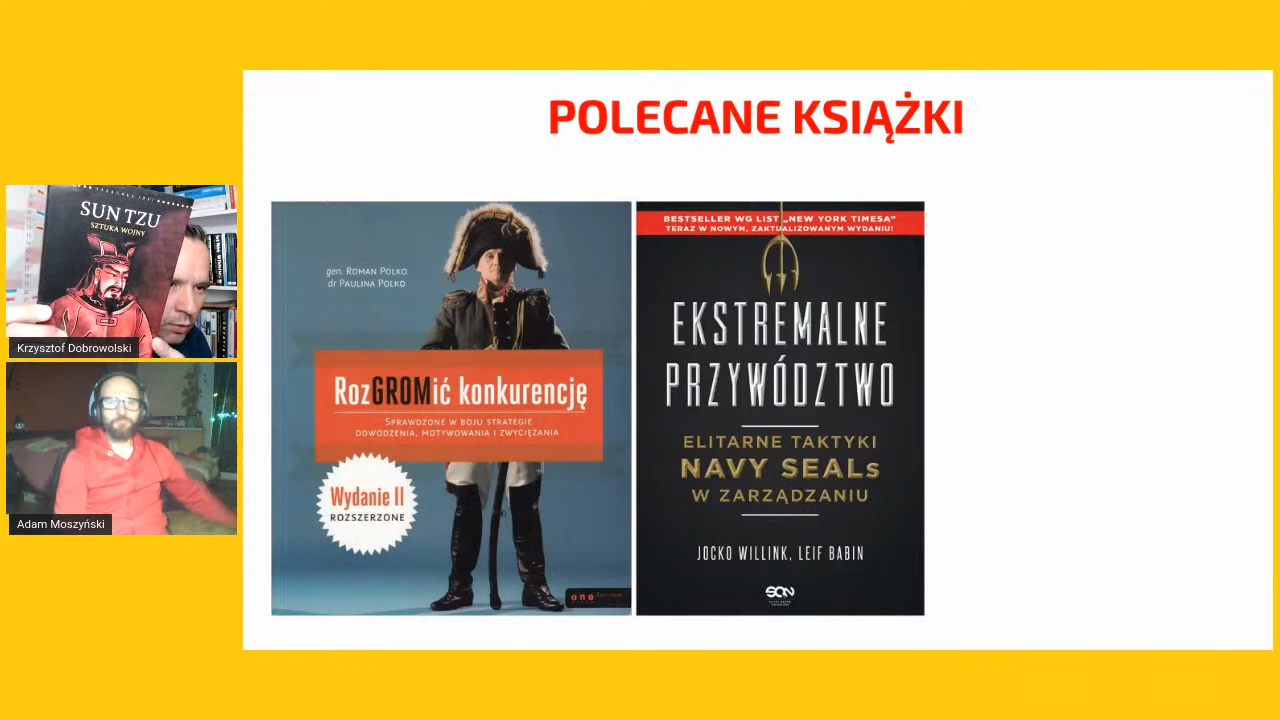 POLECANE KSIĄŻKI
SUN TZU
SZTUKA WOJNY
Krzysztof Dobrowolski
Adam Moszyński
gen. ROMAN POLKO
dr PAULINA POLKO
RozGROMić konkurencję
SPRAWDZONE W BOJU STRATEGIE
DOWODZENIA, MOTYWOWANIA I ZWYCIĘŻANIA
Wydanie II
ROZSZERZONE
one
BESTSELLER WG LIST „NEW YORK TIMESA”
TERAZ W NOWYM, ZAKTUALIZOWANYM WYDANIU!
EKSTREMALNE
PRZYWÓDZTWO
ELITARNE TAKTYKI
NAVY SEALs
W ZARZĄDZANIU
JOCKO WILLINK, LEIF BABIN
SQN